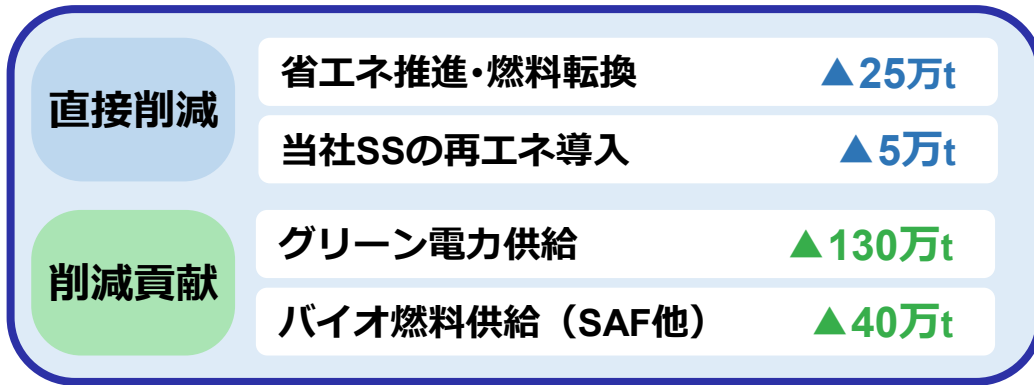 直接削減
省エネ推進・燃料転換 ▲25万t
当社SSの再エネ導入 ▲5万t
削減貢献
グリーン電力供給 ▲130万t
バイオ燃料供給（SAF他） ▲40万t